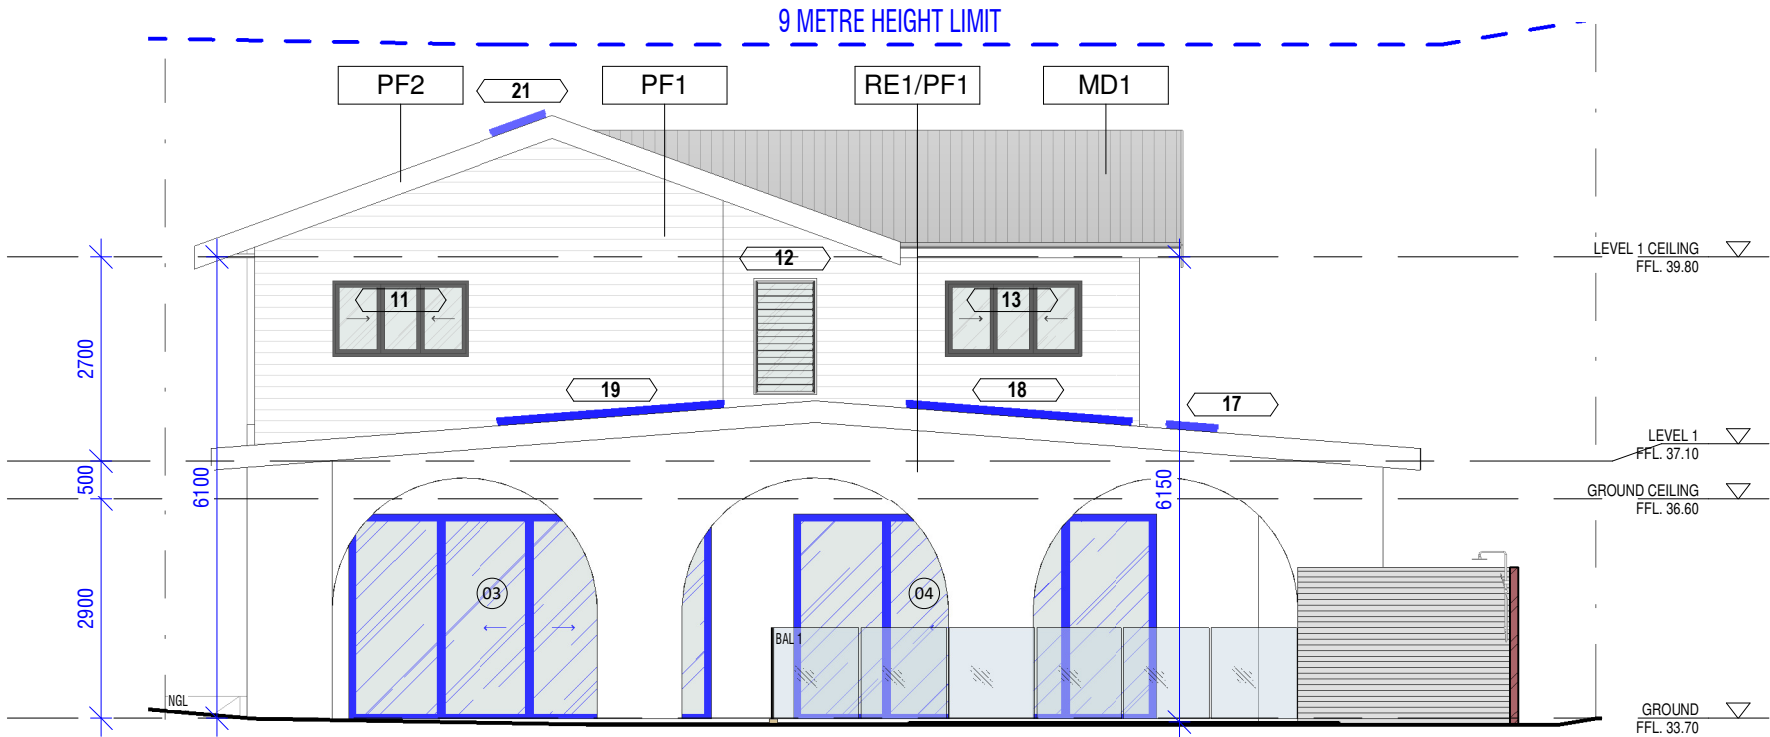 9 METRE HEIGHT LIMIT
PF2
21
PF1
RE1/PF1
MD1
12
LEVEL 1 CEILING
FFL. 39.80
11
13
2700
19
18
17
LEVEL 1
FFL. 37.10
500
6100
6150
GROUND CEILING
FFL. 36.60
2900
03
04
BAL 1
NGL
GROUND
FFL. 33.70